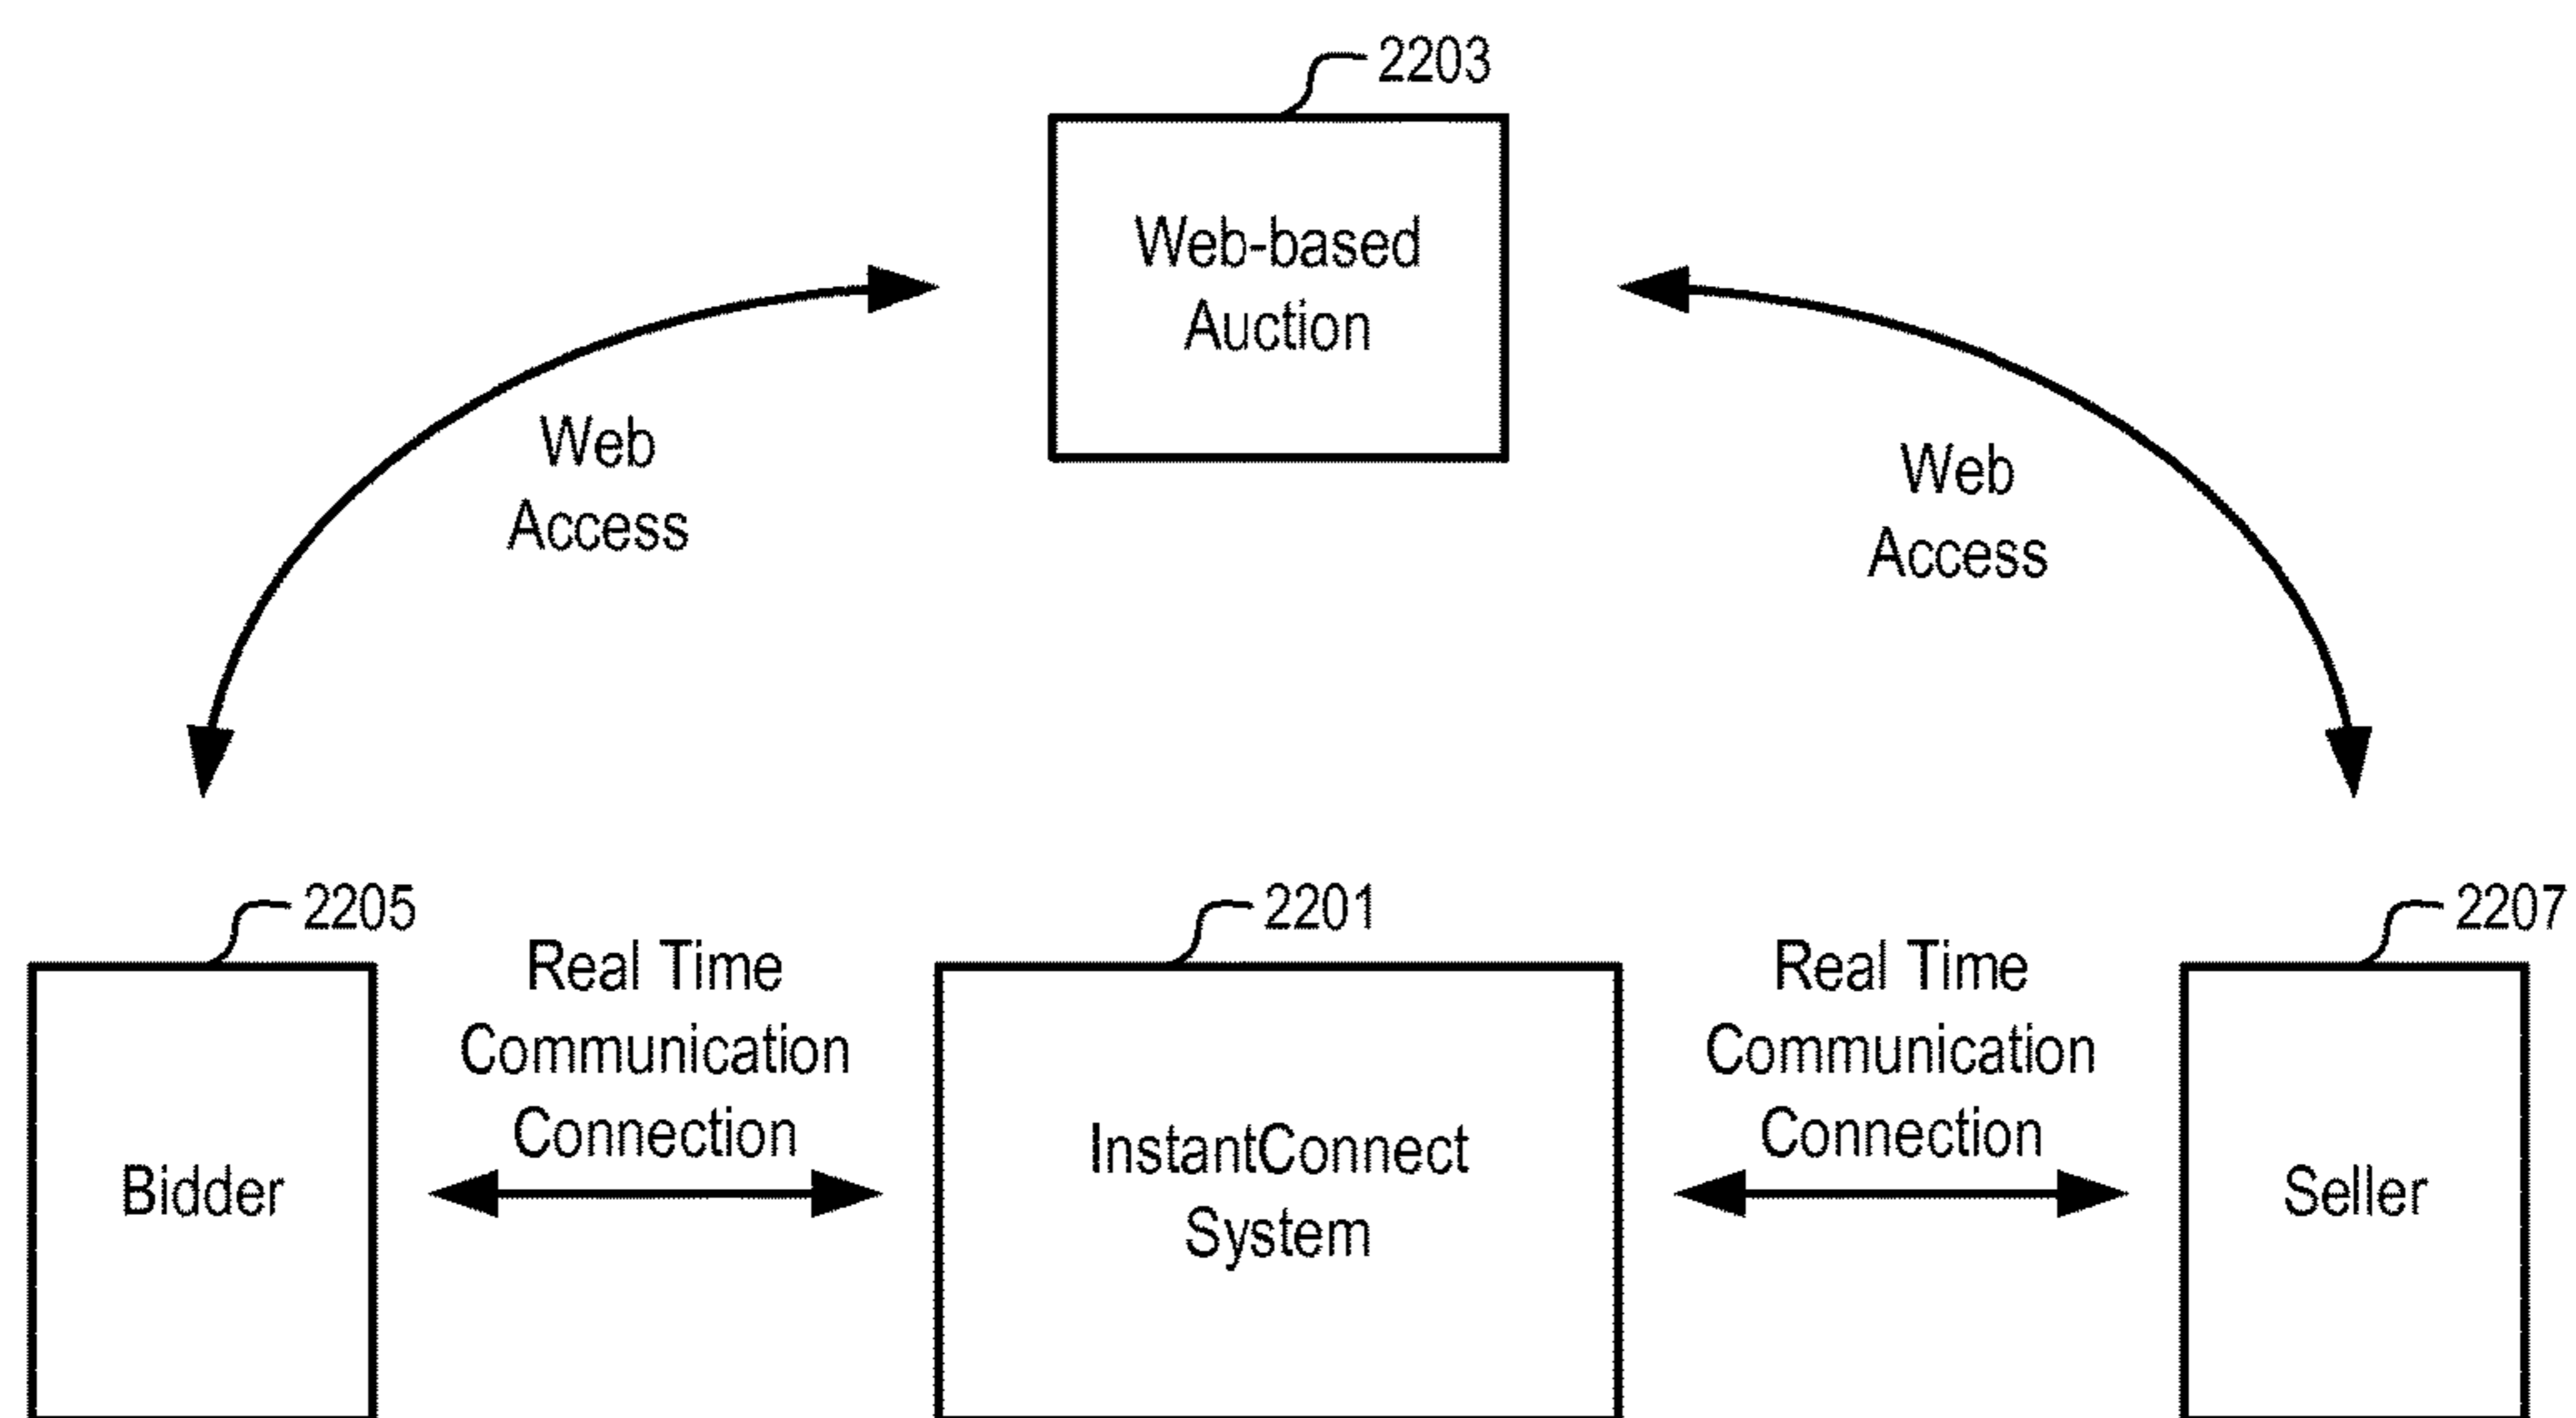 2203
Web-based
Auction
Web
Access
Web
Access
2205
2201
2207
Real Time
Communication
Connection
Real Time
Communication
Connection
Bidder
InstantConnect
System
Seller